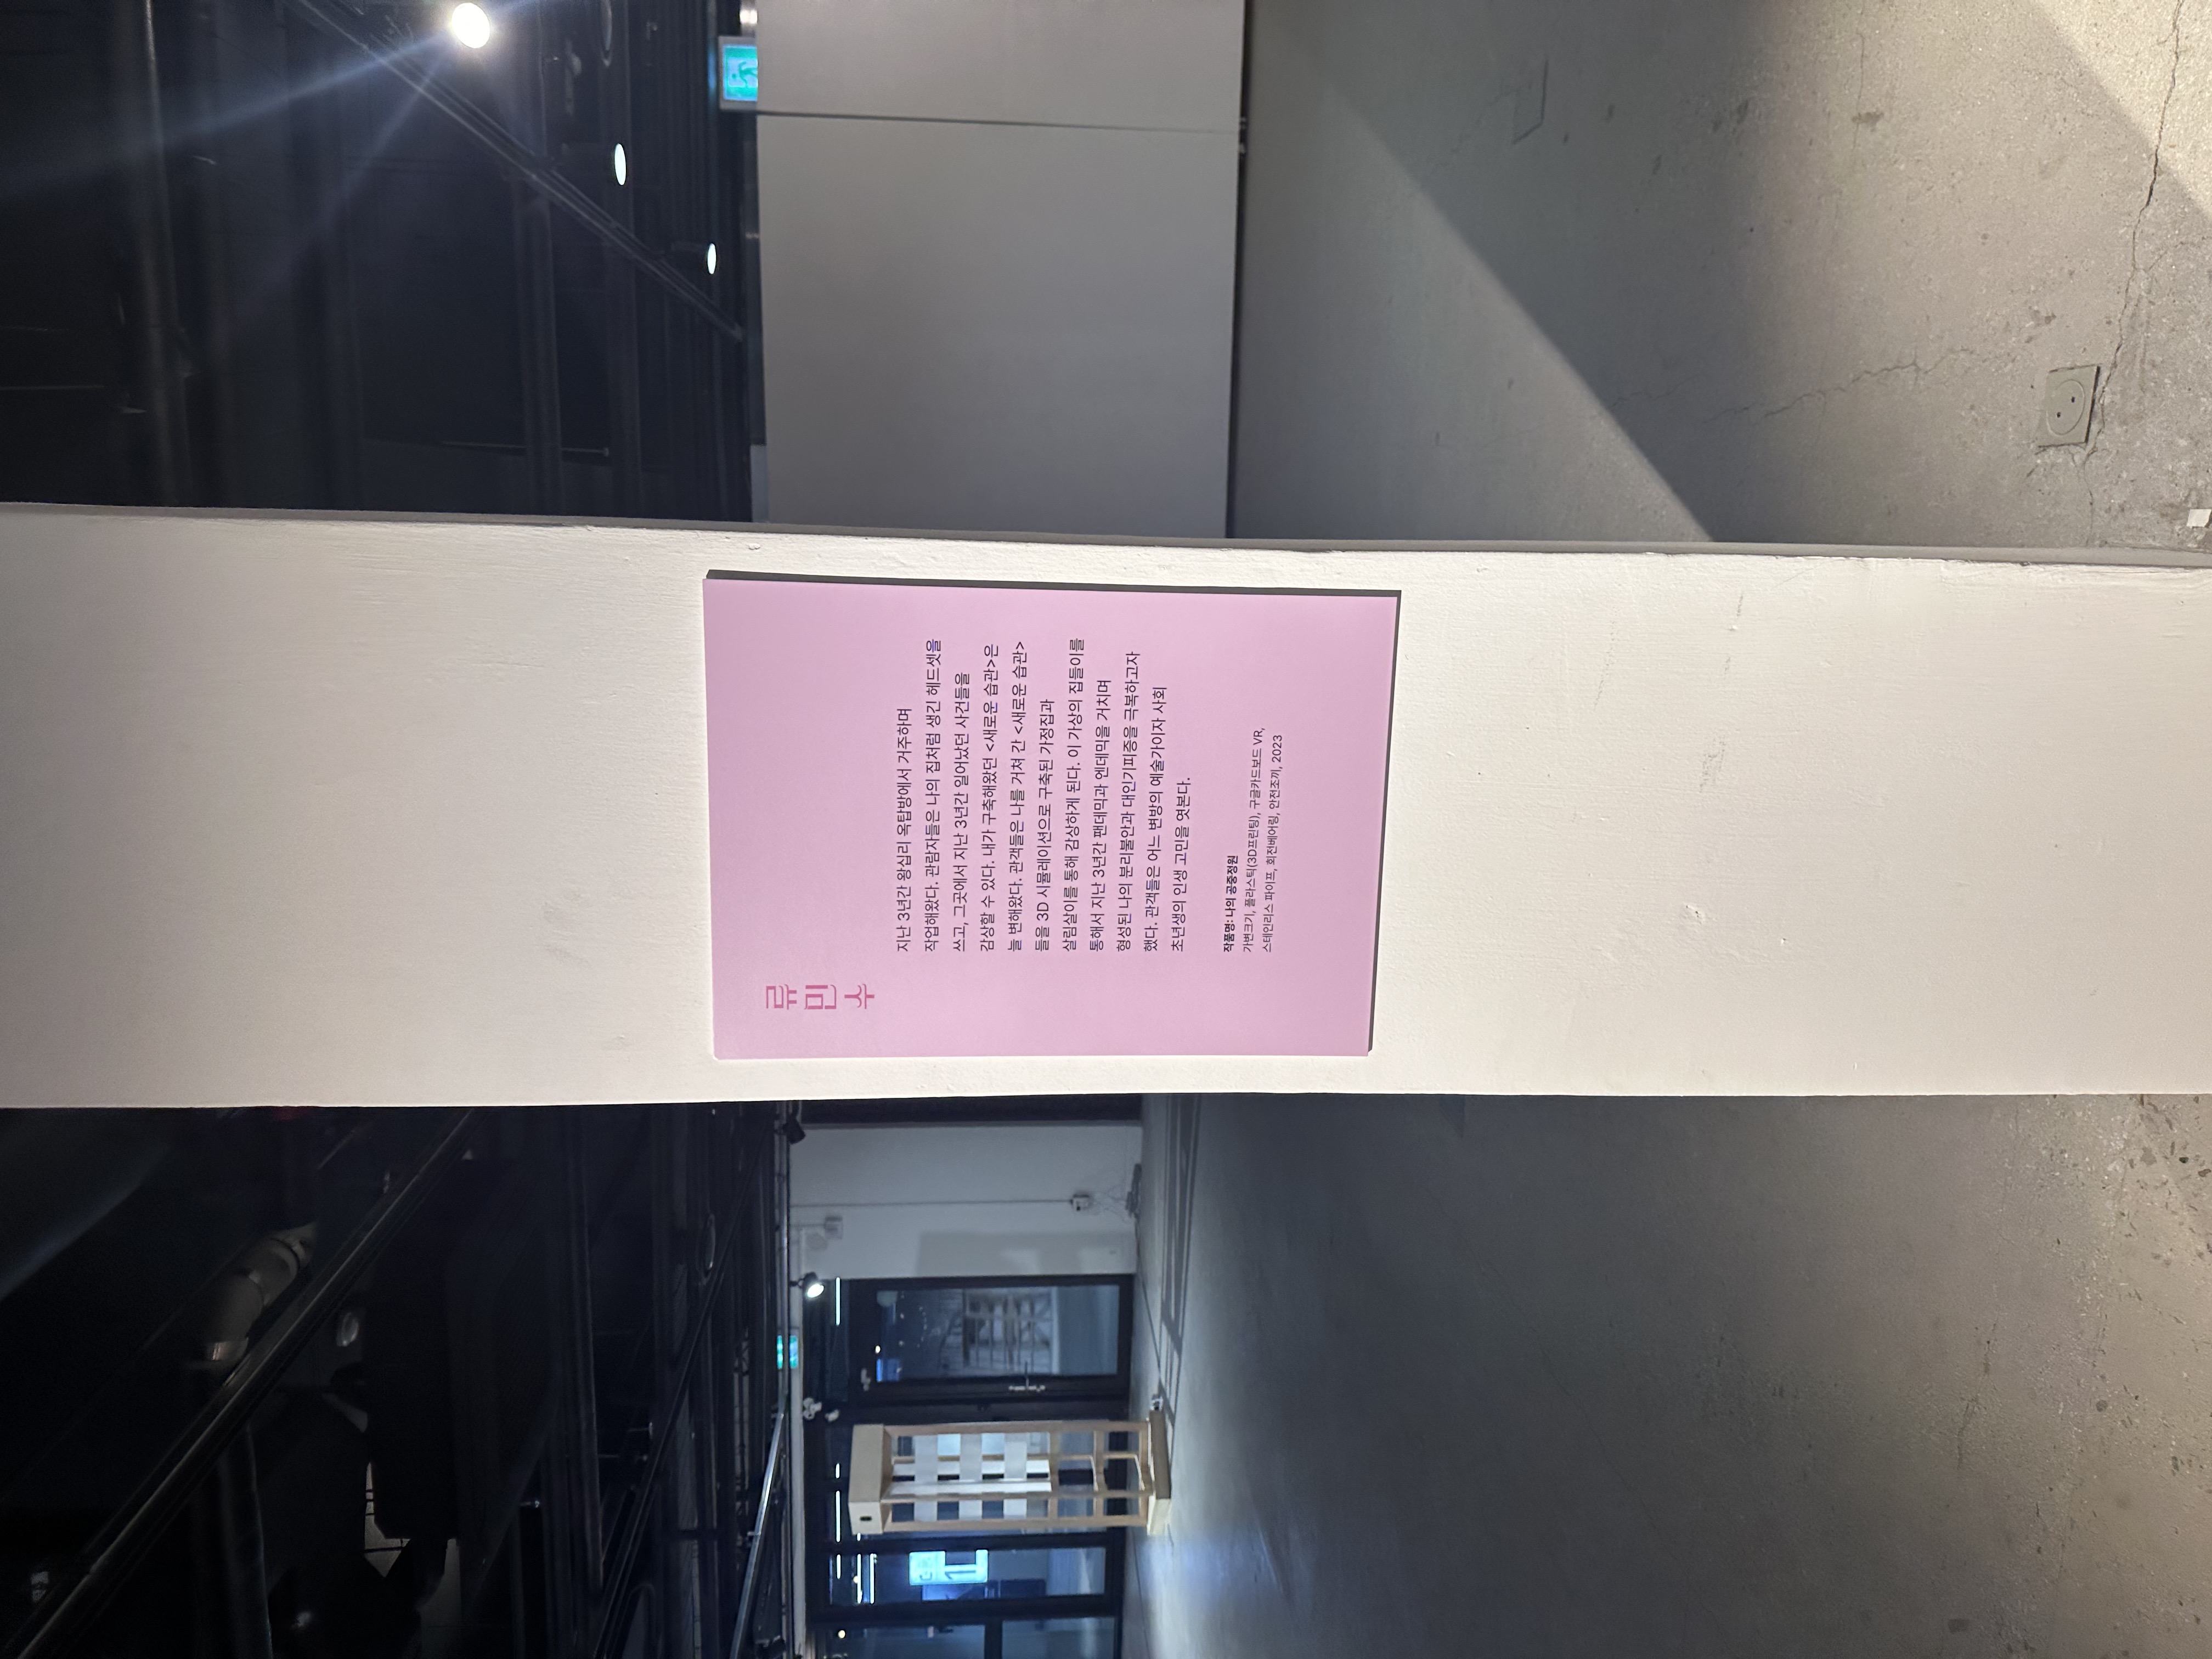 류민수
지난 3년간 왕십리 옥탑방에서 거주하며
작업해왔다. 관람자들은 나의 집처럼 생긴 헤드셋을
쓰고, 그곳에서 지난 3년간 일어났던 사건들을
감상할 수 있다. 내가 구축해왔던 <새로운 습관>은
늘 변해왔다. 관객들은 나를 거쳐 간 <새로운 습관>
들을 3D 시뮬레이션으로 구축된 가정집과
살림살이를 통해 감상하게 된다. 이 가상의 집들이를
통해서 지난 3년간 팬데믹과 엔데믹을 거치며
형성된 나의 분리불안과 대인기피증을 극복하고자
했다. 관객들은 어느 변방의 예술가이자 사회
초년생의 인생 고민을 엿본다.
작품명: 나의 공중정원
가변크기, 플라스틱(3D프린팅), 구글카드보드 VR,
스테인리스 파이프, 회전베어링, 안전조끼, 2023